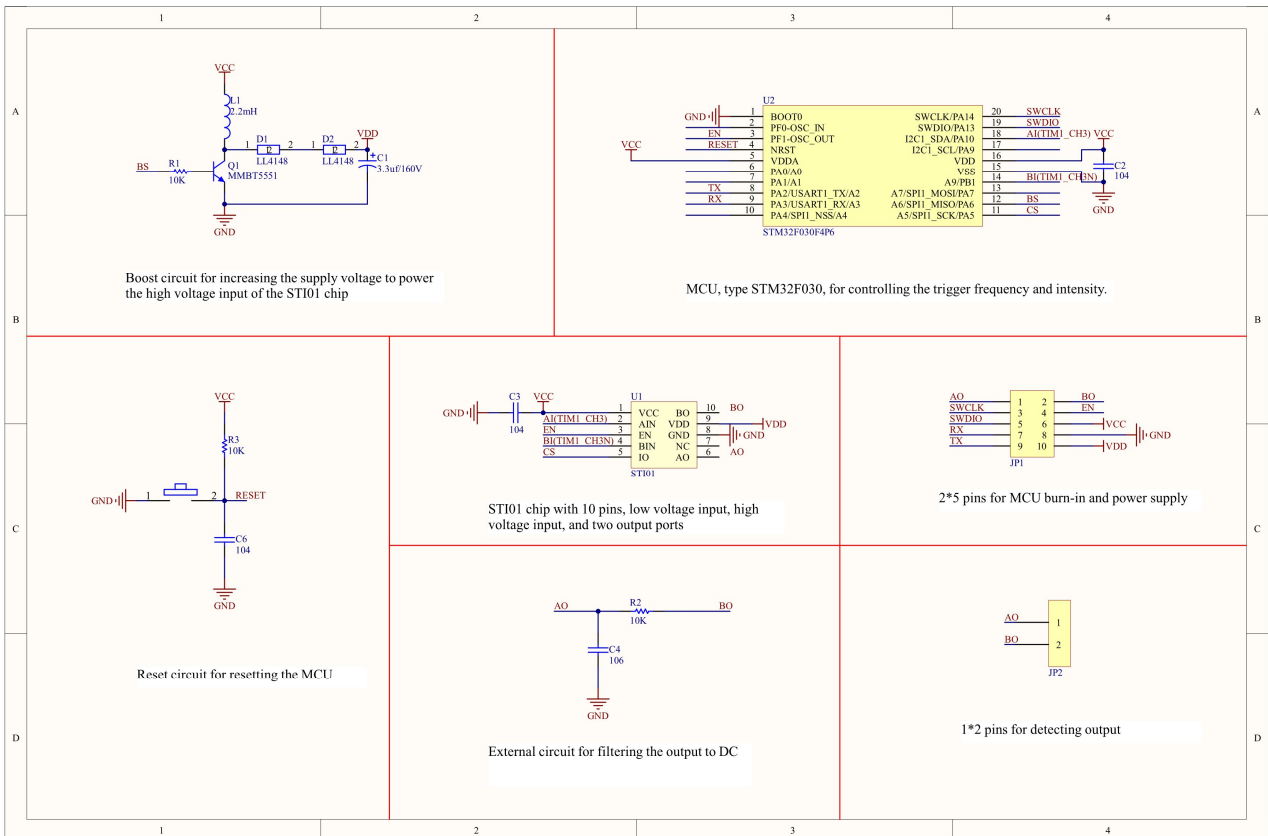 1 2 3 4
A
B
C
D
VCC
L1
2.2mH
D1
1 2
LL4148
D2
1 2
LL4148
VDD
C1
3.3uf/160V
BS
R1
10K
Q1
MMBT5551
GND
Boost circuit for increasing the supply voltage to power
the high voltage input of the STI01 chip
U2
GND 1 BOOT0 SWCLK/PA14 20 SWCLK
2 PF0-OSC_IN SWDIO/PA13 19 SWDIO
EN 3 PF1-OSC_OUT I2C1_SDA/PA10 18 AI(TIM1_CH3) VCC
RESET 4 NRST I2C1_SCL/PA9 17
VCC 5 VDDA VDD 16
6 PA0/A0 VSS 15
7 PA1/A1 A9/PB1 14 BI(TIM1_CH3N)
TX 8 PA2/USART1_TX/A2 A7/SPI1_MOSI/PA7 13
RX 9 PA3/USART1_RX/A3 A6/SPI1_MISO/PA6 12 BS
10 PA4/SPI1_NSS/A4 A5/SPI1_SCK/PA5 11 CS
STM32F030F4P6
C2
104
GND
MCU, type STM32F030, for controlling the trigger frequency and intensity.
VCC
R3
10K
GND 1 2 RESET
C6
104
GND
Reset circuit for resetting the MCU
C3
104
VCC
GND
U1
1 VCC BO 10 BO
AI(TIM1_CH3) 2 AIN VDD 9 VDD
EN 3 EN GND 8 GND
BI(TIM1_CH3N) 4 BIN NC 7
CS 5 IO AO 6 AO
STI01
STI01 chip with 10 pins, low voltage input, high
voltage input, and two output ports
AO 1 2 BO
SWCLK 3 4 EN
SWDIO 5 6 VCC
RX 7 8 GND
TX 9 10 VDD
JP1
2*5 pins for MCU burn-in and power supply
AO R2 BO
10K
C4
106
GND
External circuit for filtering the output to DC
AO 1
BO 2
JP2
1*2 pins for detecting output
A
B
C
D
1 2 3 4